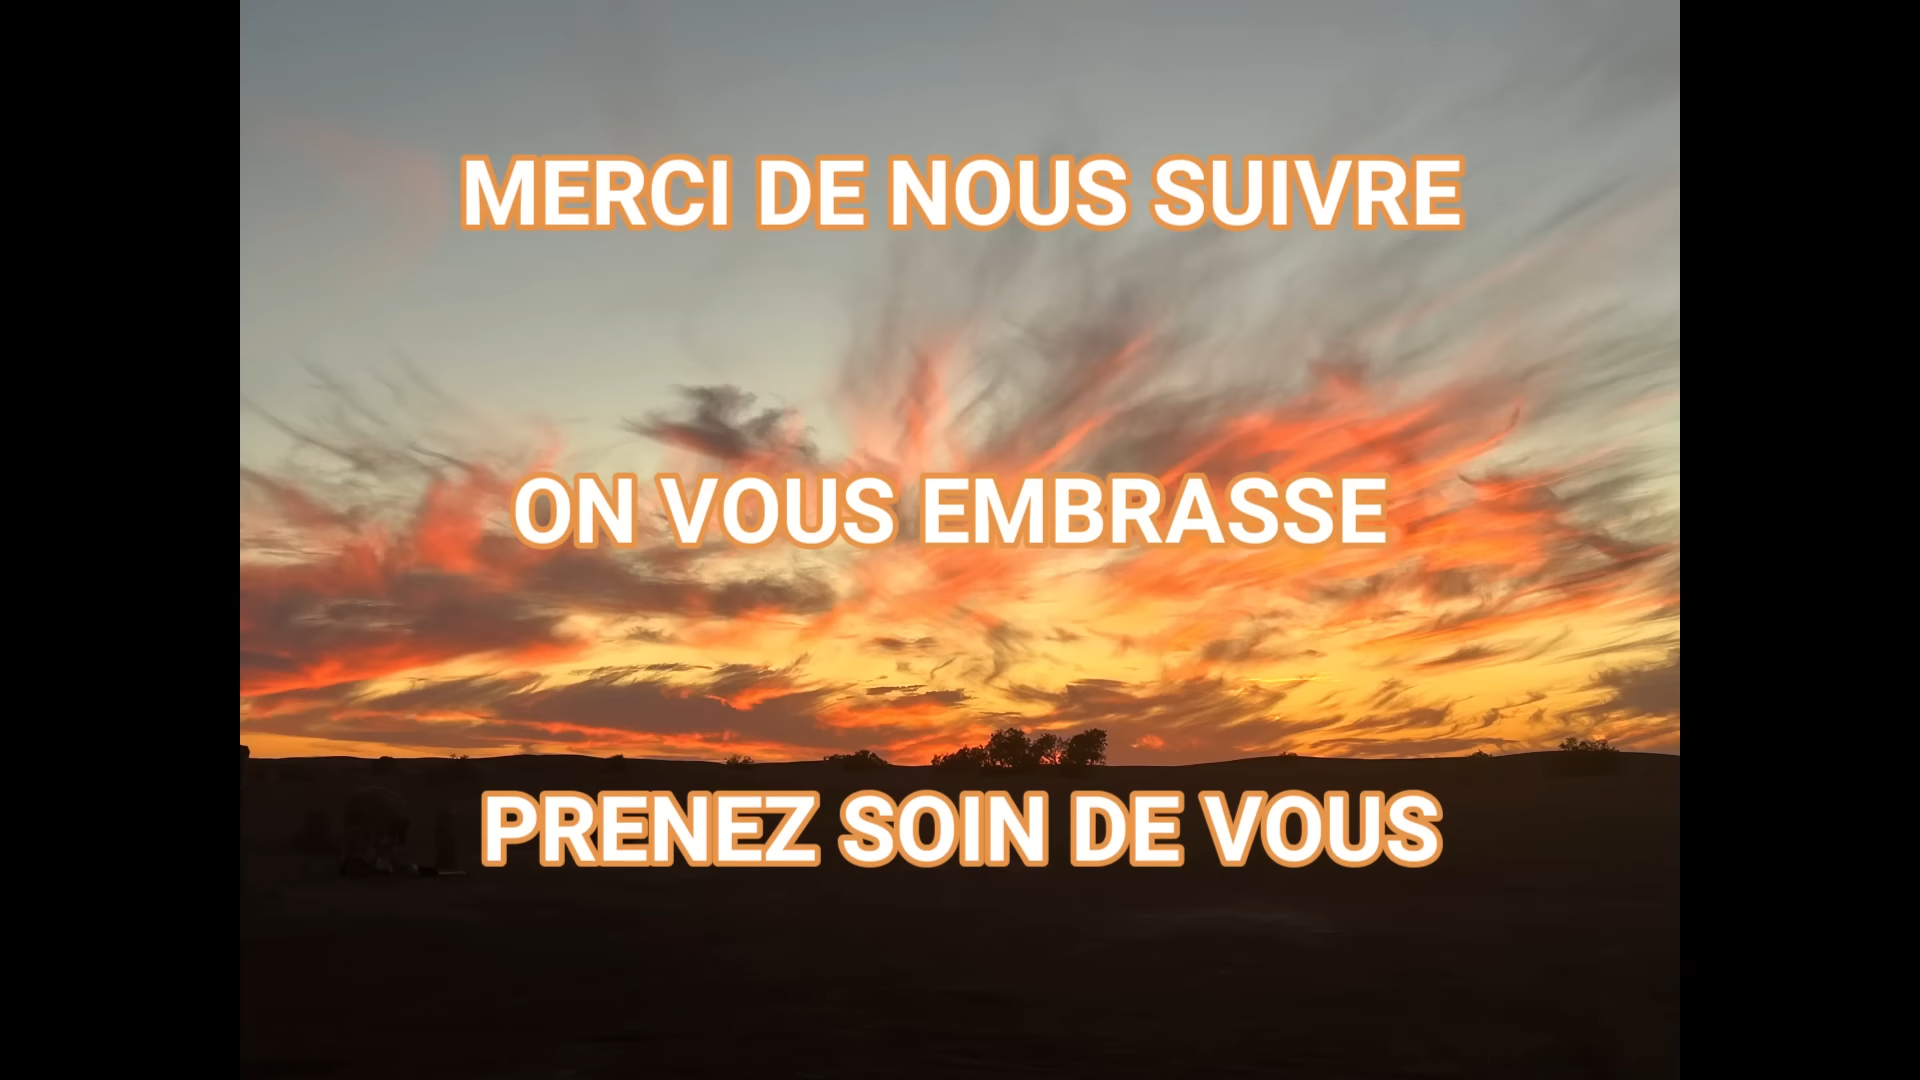 MERCI DE NOUS SUIVRE
ON VOUS EMBRASSE
PRENEZ SOIN DE VOUS